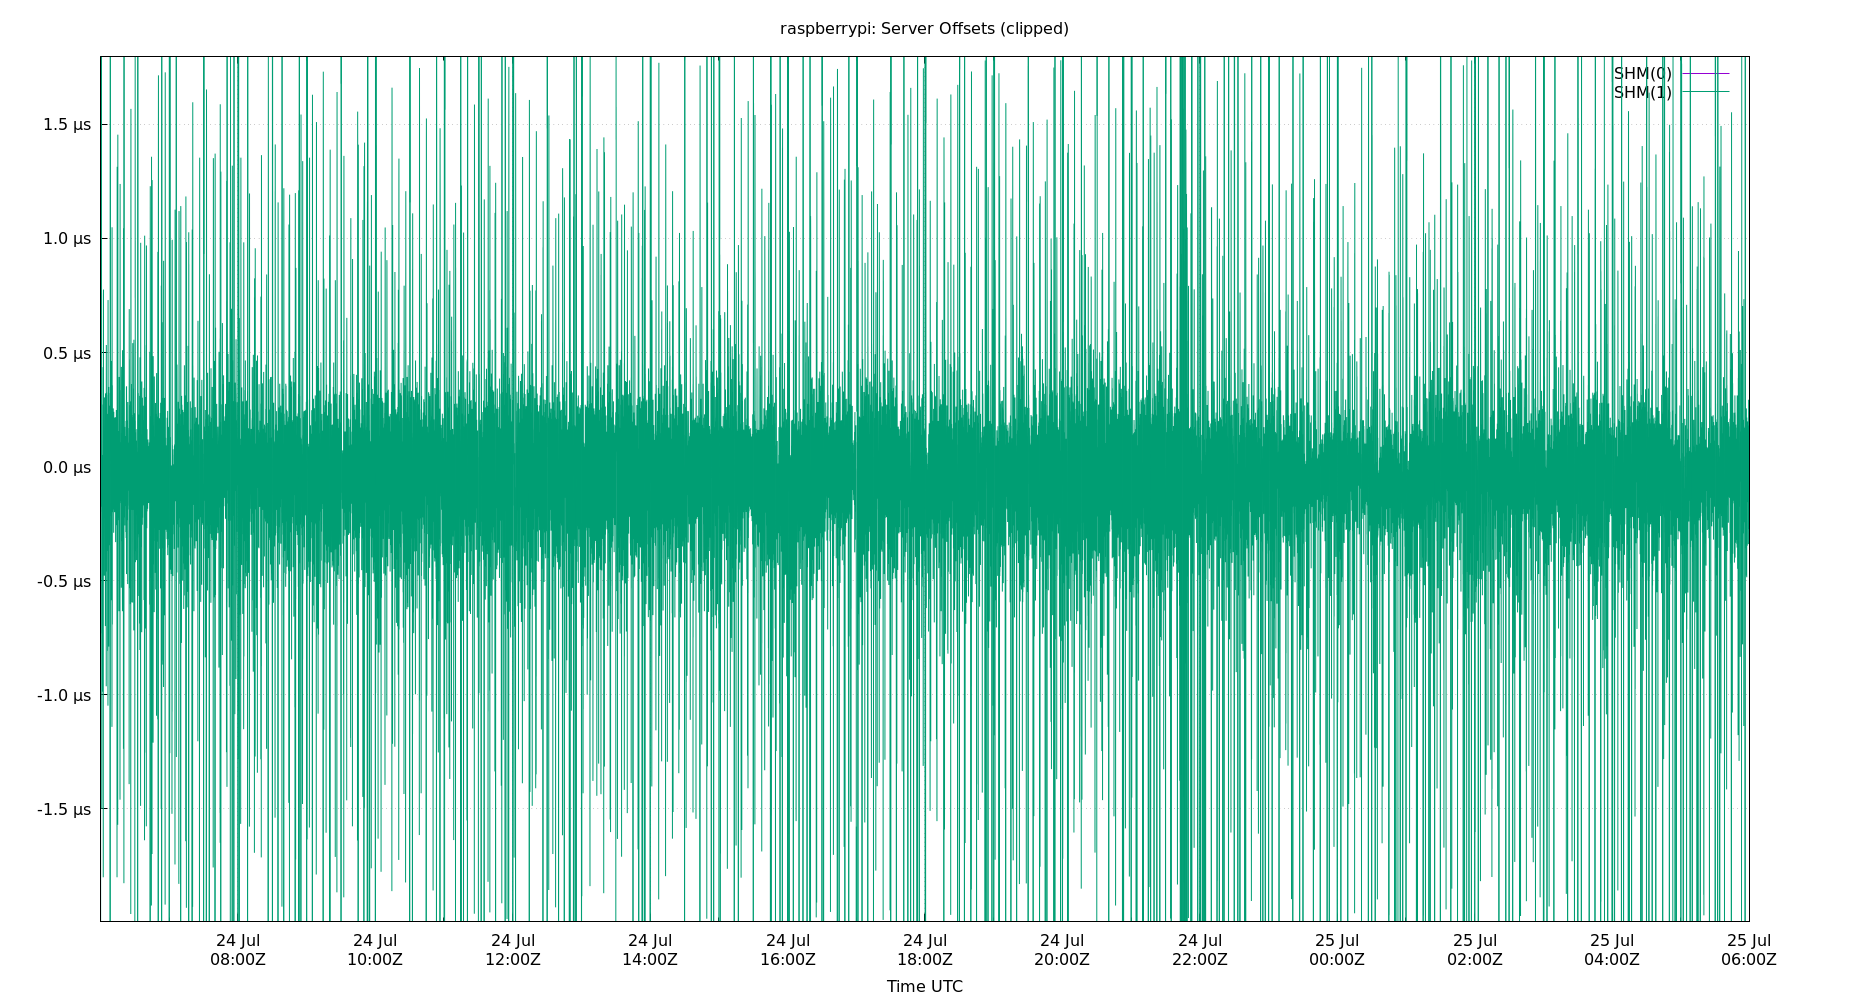 raspberrypi: Server Offsets (clipped)
SHM(0)
SHM(1)
1.5 µs
1.0 µs
0.5 µs
0.0 µs
-0.5 µs
-1.0 µs
-1.5 µs
24 Jul 24 Jul 24 Jul 24 Jul 24 Jul 24 Jul 24 Jul 24 Jul 25 Jul 25 Jul 25 Jul 25 Jul
08:00Z 10:00Z 12:00Z 14:00Z 16:00Z 18:00Z 20:00Z 22:00Z 00:00Z 02:00Z 04:00Z 06:00Z
Time UTC